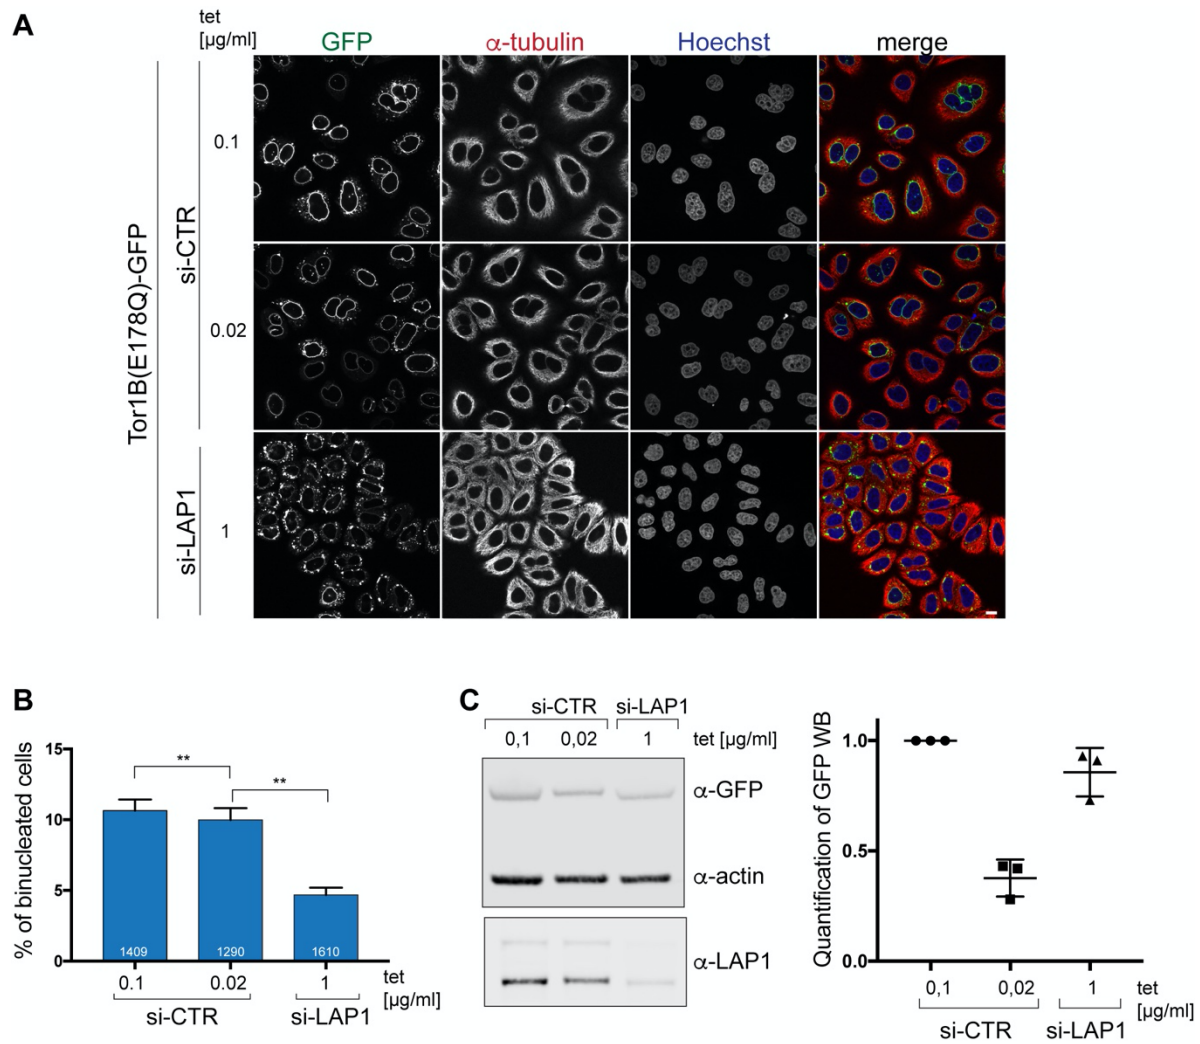 A
tet
[µg/ml]
GFP
α-tubulin
Hoechst
merge
Tor1B(E178Q)-GFP
si-CTR
0.1
0.02
si-LAP1
1
B
% of binucleated cells
15
10
5
0
**
**
1409
1290
1610
0.1
0.02
1
tet
[µg/ml]
si-CTR
si-LAP1
C
si-CTR
si-LAP1
0,1
0,02
1
tet [µg/ml]
α-GFP
α-actin
α-LAP1
Quantification of GFP WB
1.0
0.5
0.0
0,1
0,02
1
tet
[µg/ml]
si-CTR
si-LAP1